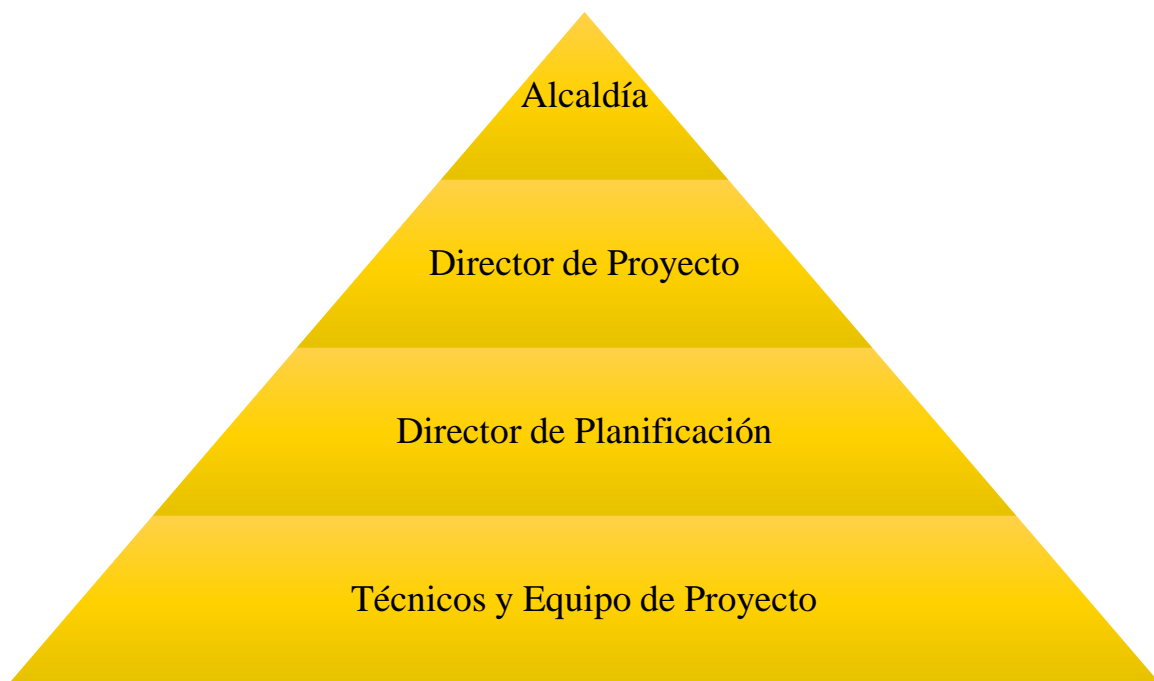 Alcaldía
Director de Proyecto
Director de Planificación
Técnicos y Equipo de Proyecto